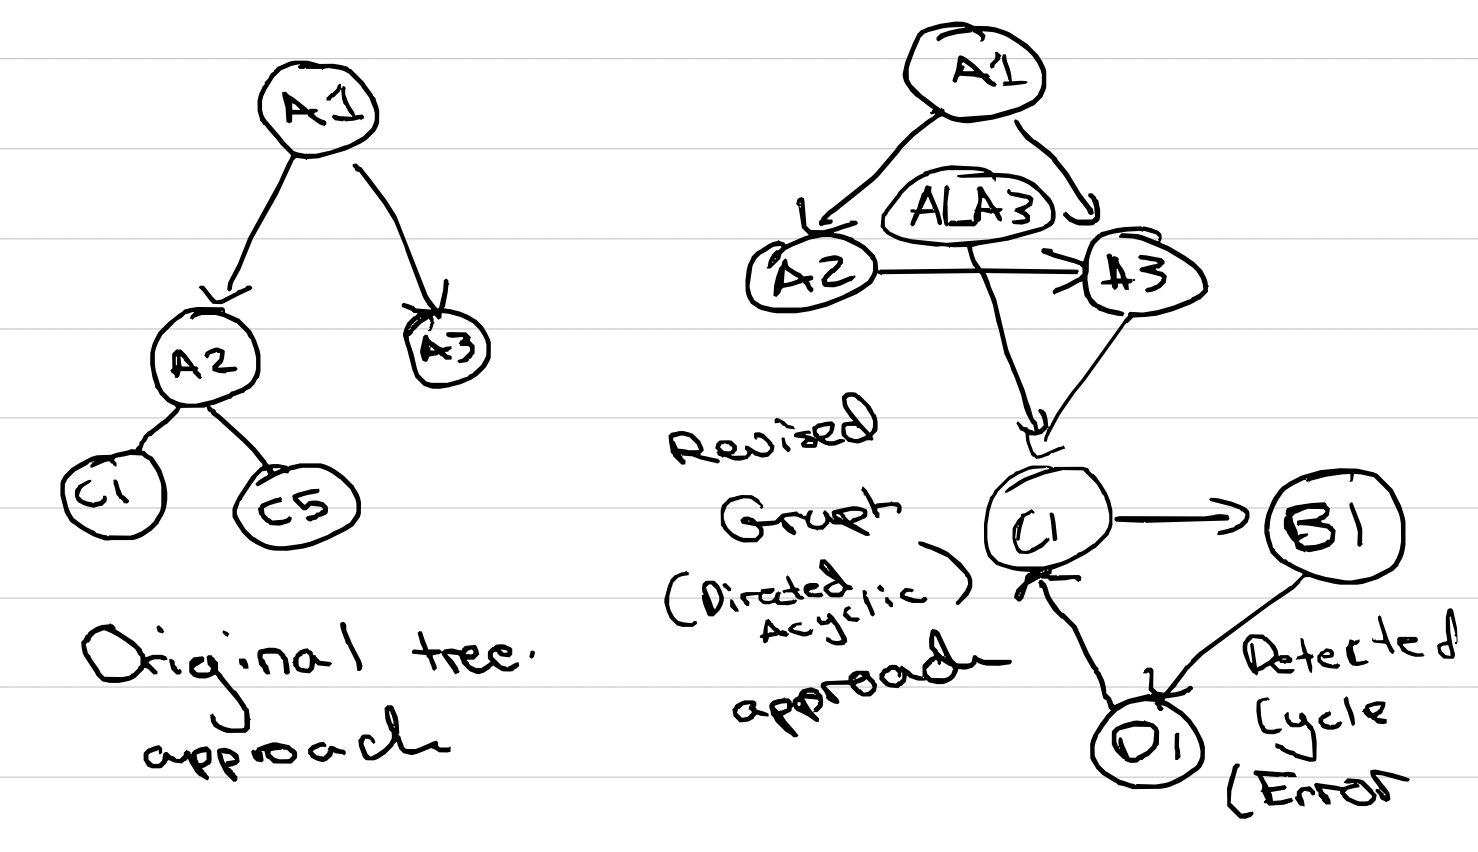 A1
A2
A3
C1
C5
Original tree.
approach
A1
ALA3
A2
A3
Revised
Graph
(Directed
Acyclic)
approach
C1
B1
D1
Detected
Cycle
(Error